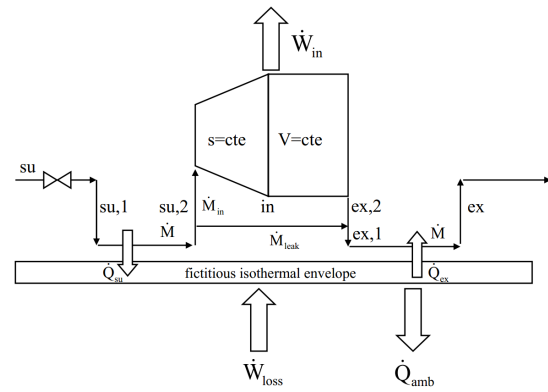 Ẇin
s=cte
V=cte
su
su,1
su,2
Ṁin
in
ex,2
ex
Ṁ
Ṁleak
ex,1
Ṁ
Q̇su
fictitious isothermal envelope
Q̇ex
Ẇloss
Q̇amb